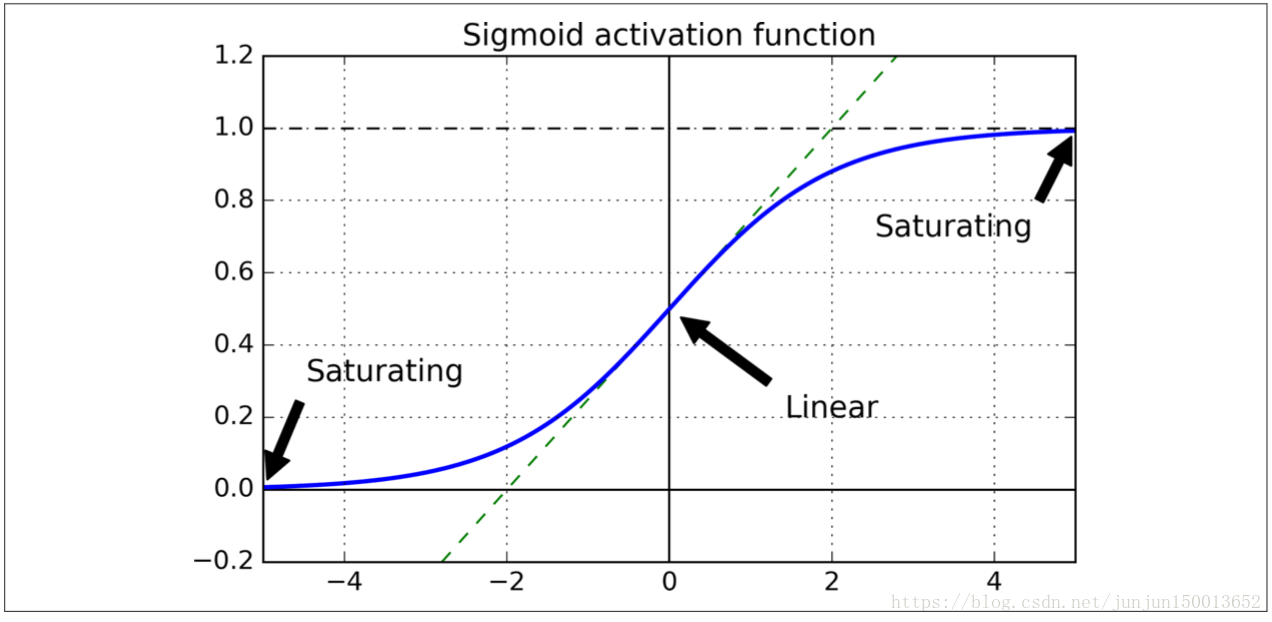 Sigmoid activation function
1.2
1.0
0.8
Saturating
0.6
0.4
Saturating
Linear
0.2
0.0
−0.2
−4
−2
0
2
4
https://blog.csdn.net/junjun150013652